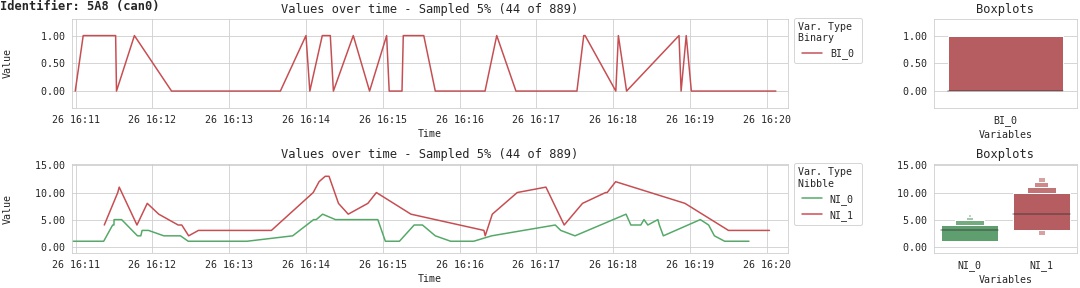 Identifier: 5A8 (can0)
Values over time - Sampled 5% (44 of 889)
Boxplots
Value
1.00
0.50
0.00
26 16:11 26 16:12 26 16:13 26 16:14 26 16:15 26 16:16 26 16:17 26 16:18 26 16:19 26 16:20
Time
Var. Type
Binary
BI_0
BI_0
Variables
1.00
0.50
0.00
Values over time - Sampled 5% (44 of 889)
Boxplots
Value
15.00
10.00
5.00
0.00
26 16:11 26 16:12 26 16:13 26 16:14 26 16:15 26 16:16 26 16:17 26 16:18 26 16:19 26 16:20
Time
Var. Type
Nibble
NI_0
NI_1
15.00
10.00
5.00
0.00
NI_0 NI_1
Variables